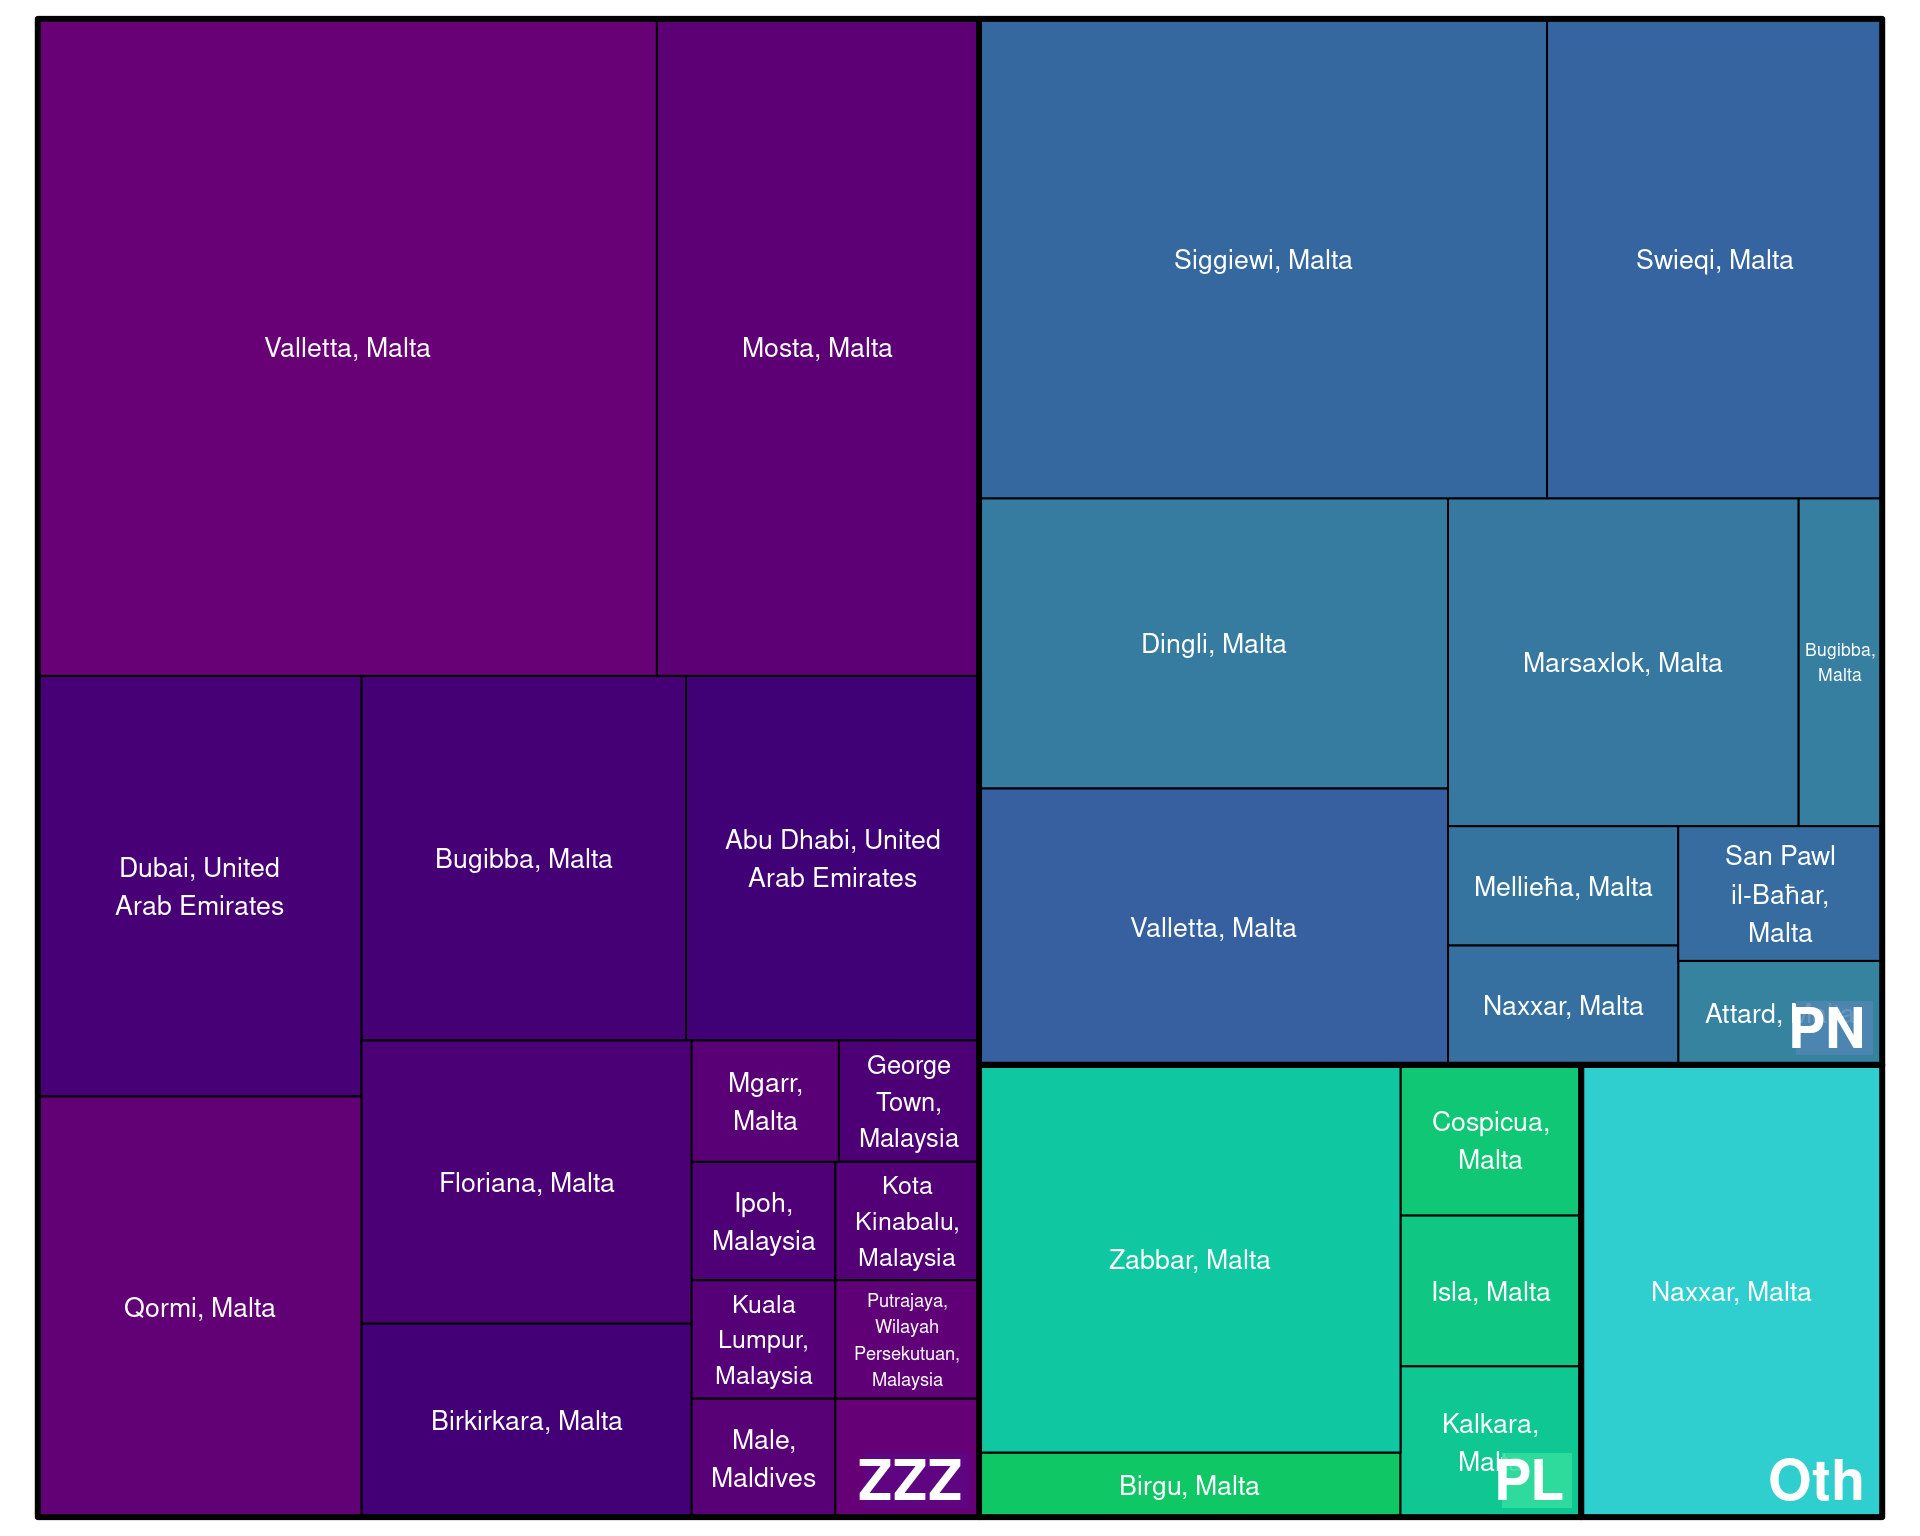 Valletta, Malta
Mosta, Malta
Dubai, United
Arab Emirates
Bugibba, Malta
Abu Dhabi, United
Arab Emirates
Qormi, Malta
Floriana, Malta
Birkirkara, Malta
Mgarr,
Malta
George
Town,
Malaysia
Ipoh,
Malaysia
Kota
Kinabalu,
Malaysia
Kuala
Lumpur,
Malaysia
Putrajaya,
Wilayah
Persekutuan,
Malaysia
Male,
Maldives
ZZZ
Siggiewi, Malta
Swieqi, Malta
Dingli, Malta
Marsaxlok, Malta
Bugibba,
Malta
Valletta, Malta
Mellieħa, Malta
San Pawl
il-Baħar,
Malta
Naxxar, Malta
Attard,
PN
Zabbar, Malta
Cospicua,
Malta
Isla, Malta
Kalkara,
Birgu, Malta
PL
Naxxar, Malta
Oth